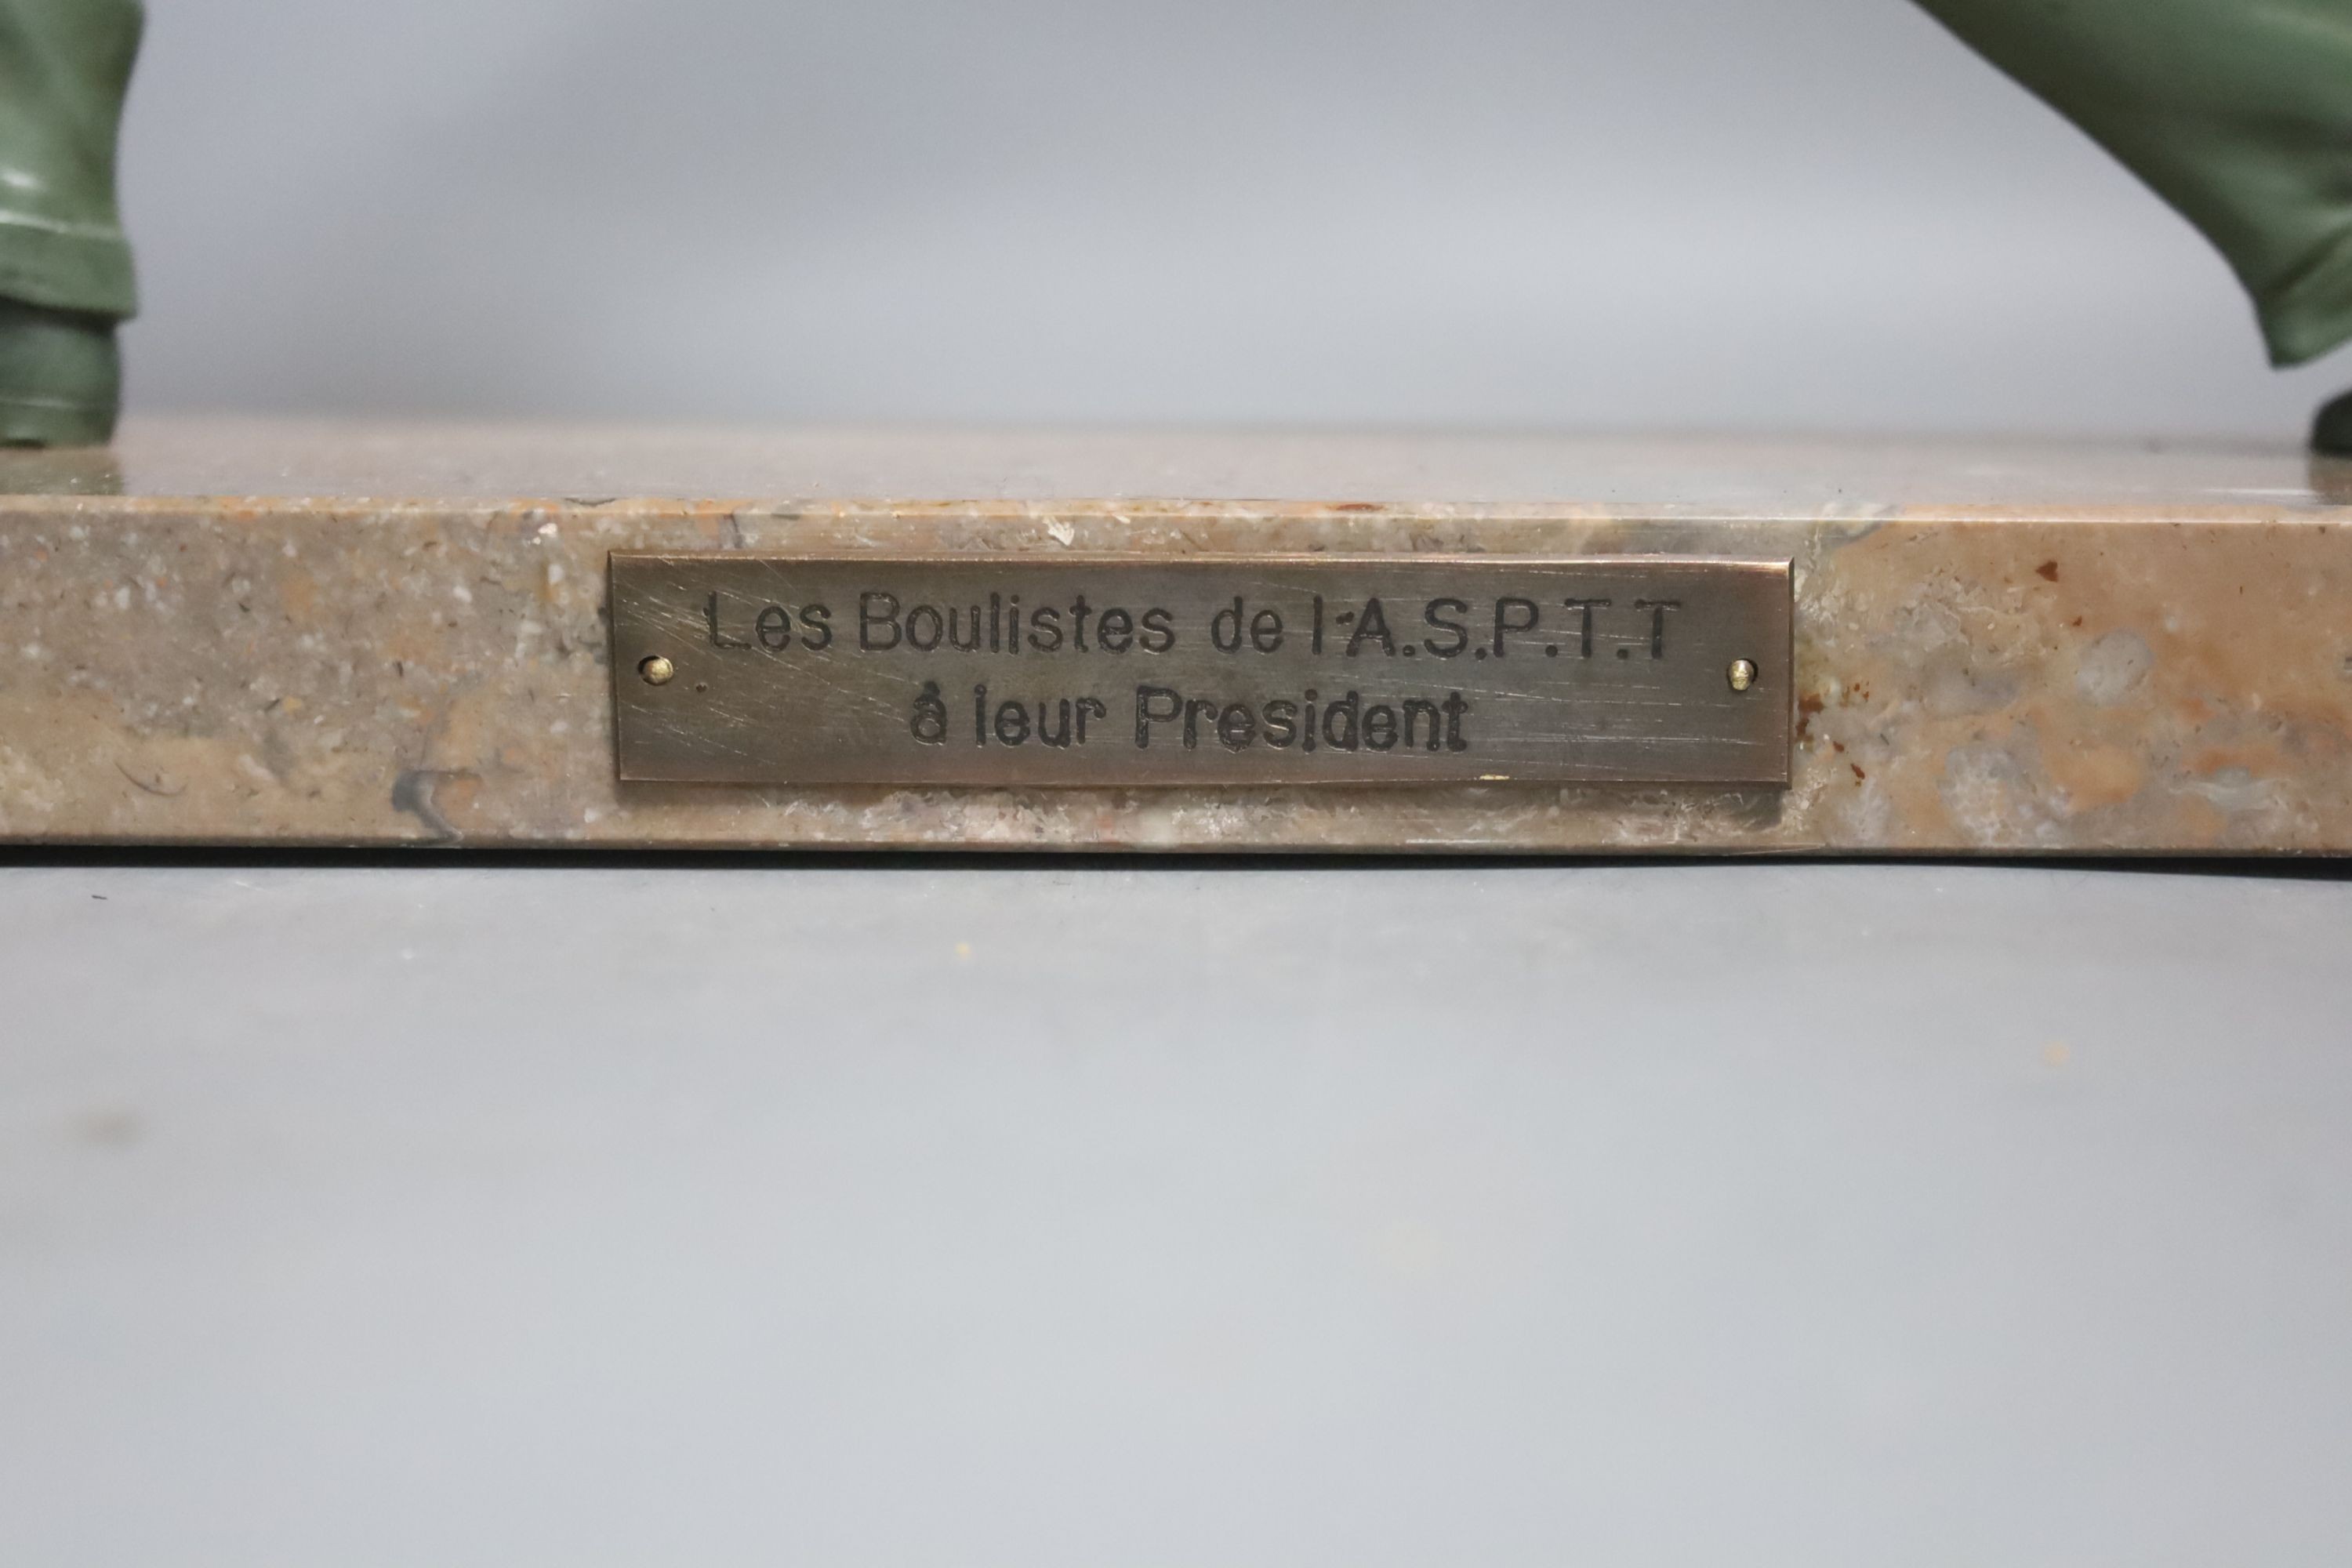 Les Boulistes de l'A.S.P.T.T
à leur President